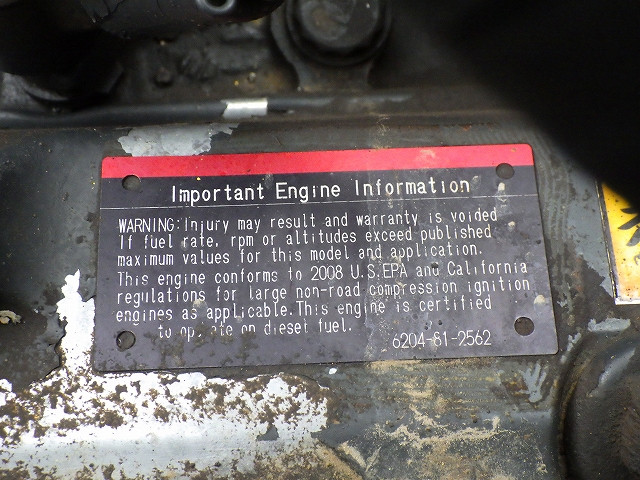 Important Engine Information
WARNING:Injury may result and warranty is voided
If fuel rate, rpm or altitudes exceed published
maximum values for this model and application.
This engine conforms to 2008 U.S.EPA and California
regulations for large non-road compression ignition
engines as applicable.This engine is certified
to operate on diesel fuel.
6204-81-2562